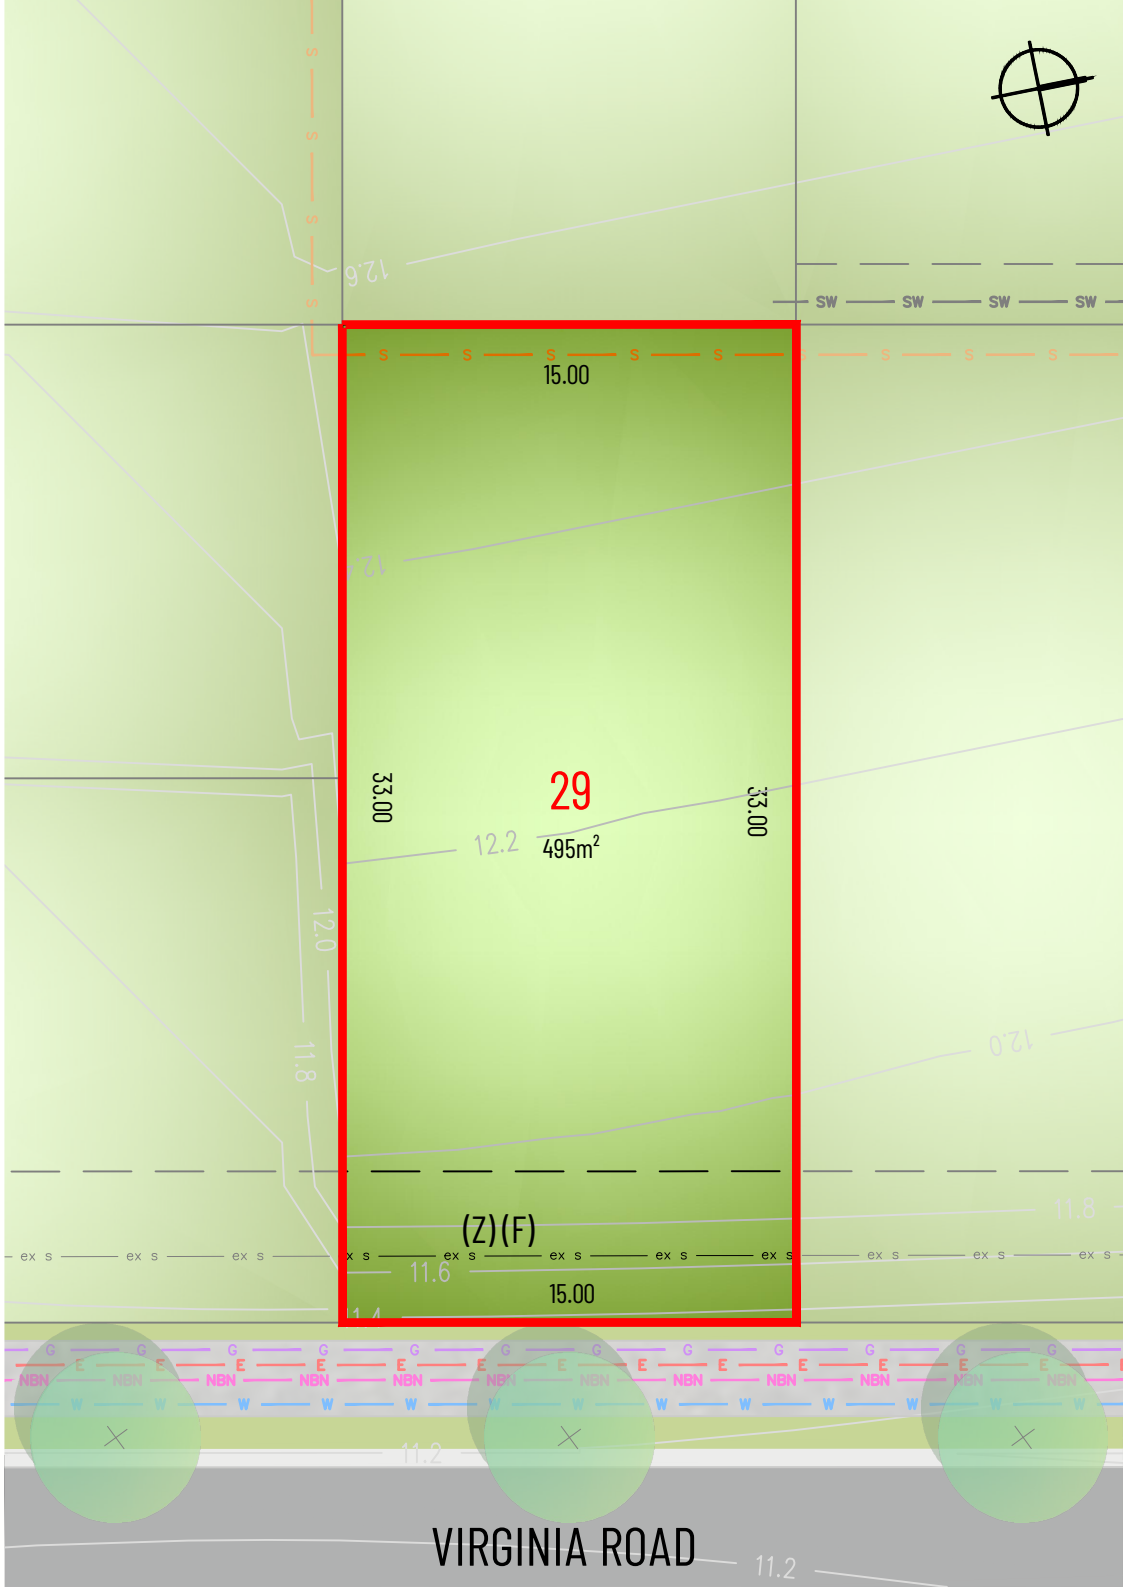 S
S
S
12.6
S
SW SW SW SW
S S S S S S S S S
15.00
12.4
33.00
29
33.00
12.2
495m²
12.0
12.0
11.8
11.8
(Z)(F)
ex s ex s ex s x s ex s ex s ex s ex s ex s ex s ex s
11.6
15.00
1.4
G G G G G G G G G G G
E E E E E E E E E E E E E
NBN NBN NBN NBN NBN NBN NBN NBN NBN NBN NBN NBN
W W W W W W W W W W W W W
11.2
VIRGINIA ROAD
11.2